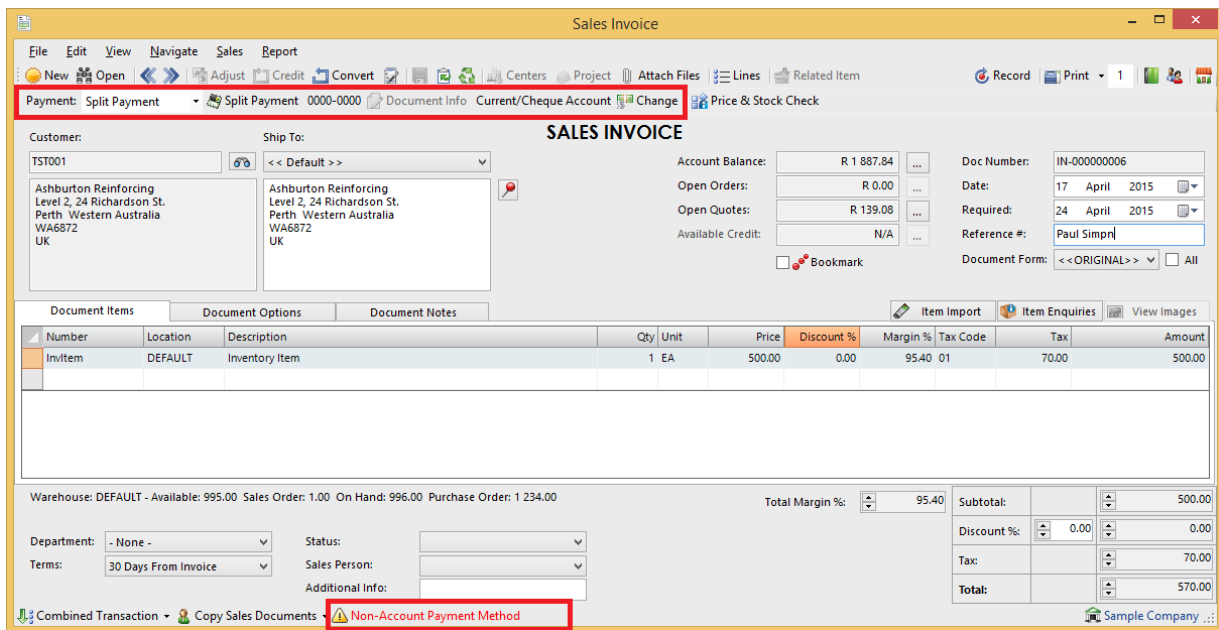 Sales Invoice
File Edit View Navigate Sales Report
New Open Adjust Credit Convert Centers Project Attach Files Lines Related Item Record Print 1
Payment: Split Payment Split Payment 0000-0000 Document Info Current/Cheque Account Change Price & Stock Check
SALES INVOICE
Customer: Ship To:
TST001 << Default >> Account Balance: R 1 887.84 ... Doc Number: IN-000000006
Ashburton Reinforcing
Level 2, 24 Richardson St.
Perth Western Australia
WA6872
UK
Ashburton Reinforcing
Level 2, 24 Richardson St.
Perth Western Australia
WA6872
UK
Open Orders: R 0.00 ... Date: 17 April 2015
Open Quotes: R 139.08 ... Required: 24 April 2015
Available Credit: N/A ... Reference #: Paul Simpn
Bookmark Document Form: <<ORIGINAL>> All
Document Items Document Options Document Notes Item Import Item Enquiries View Images
Number Location Description Qty Unit Price Discount % Margin % Tax Code Tax Amount
InvItem DEFAULT Inventory Item 1 EA 500.00 0.00 95.40 01 70.00 500.00
Warehouse: DEFAULT - Available: 995.00 Sales Order: 1.00 On Hand: 996.00 Purchase Order: 1 234.00
Total Margin %: 95.40 Subtotal: 500.00
Discount %: 0.00 0.00
Department: - None - Status:
Tax: 70.00
Terms: 30 Days From Invoice Sales Person:
Additional Info: Total: 570.00
Combined Transaction Copy Sales Documents Non-Account Payment Method Sample Company